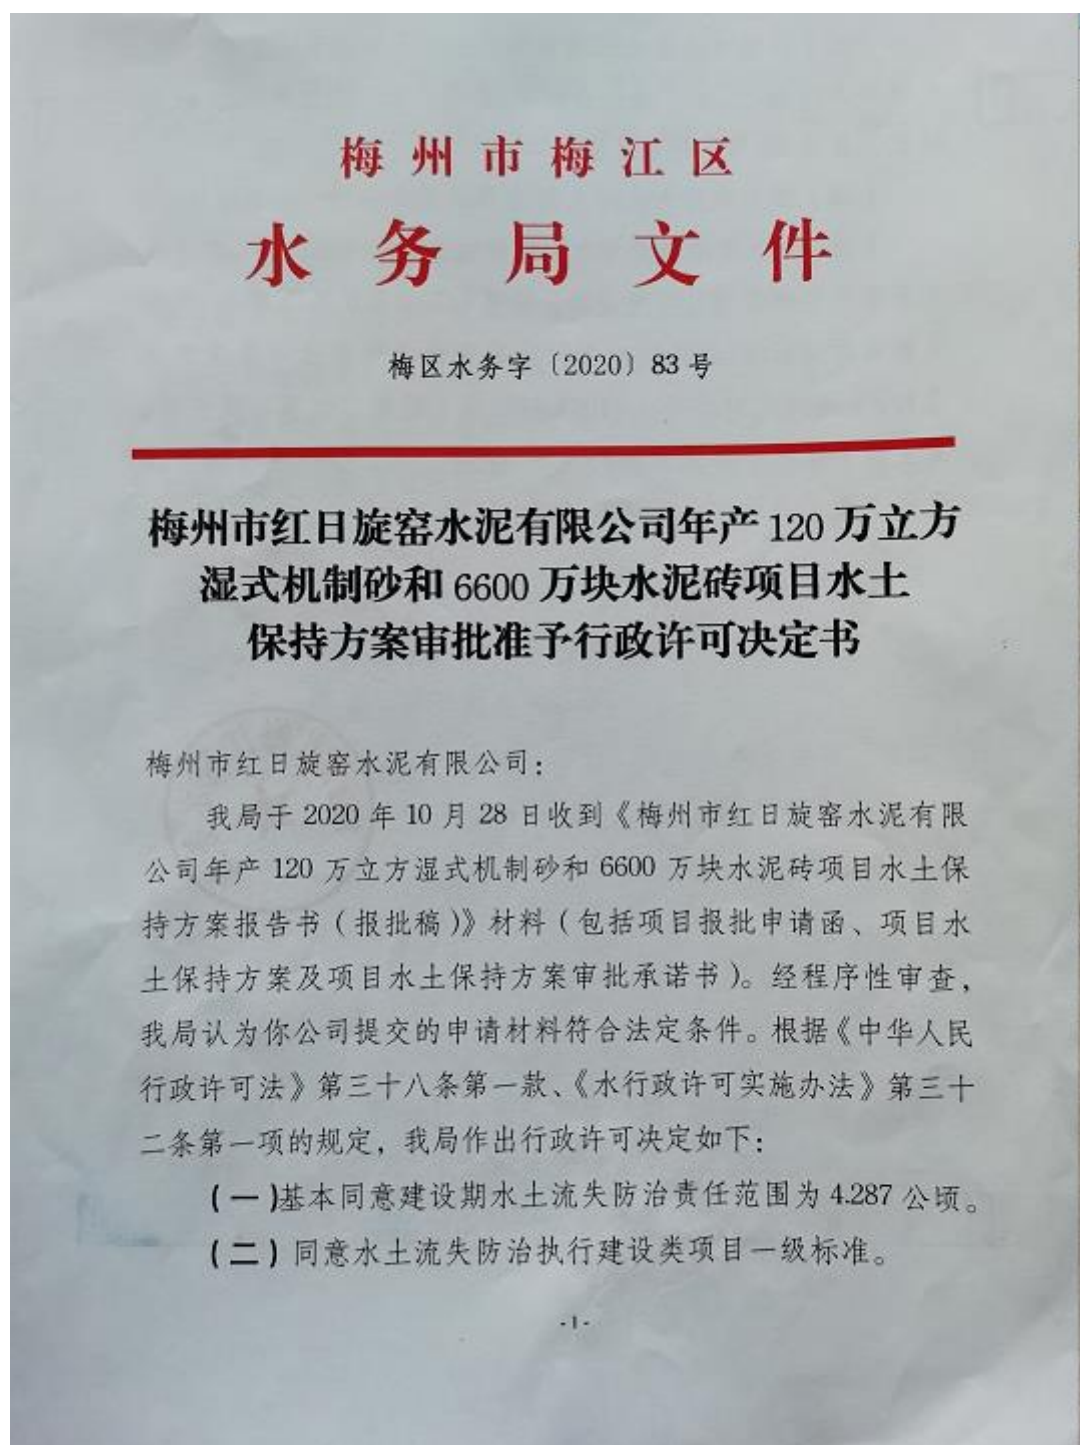 梅州市梅江区
水务局文件
梅区水务字〔2020〕83号
梅州市红日旋窑水泥有限公司年产120万立方
湿式机制砂和6600万块水泥砖项目水土
保持方案审批准予行政许可决定书
梅州市红日旋窑水泥有限公司：
我局于2020年10月28日收到《梅州市红日旋窑水泥有限
公司年产120万立方湿式机制砂和6600万块水泥砖项目水土保
持方案报告书（报批稿）》材料（包括项目报批申请函、项目水
土保持方案及项目水土保持方案审批承诺书）。经程序性审查，
我局认为你公司提交的申请材料符合法定条件。根据《中华人民
行政许可法》第三十八条第一款、《水行政许可实施办法》第三十
二条第一项的规定，我局作出行政许可决定如下：
（一）基本同意建设期水土流失防治责任范围为4.287公顷。
（二）同意水土流失防治执行建设类项目一级标准。
-1-